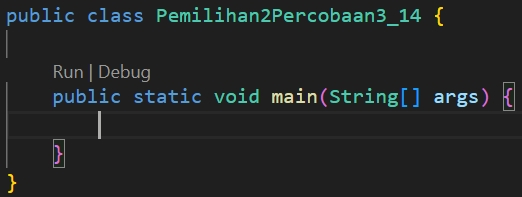 public class Pemilihan2Percobaan3_14 {
Run | Debug
public static void main(String[] args) {
}
}